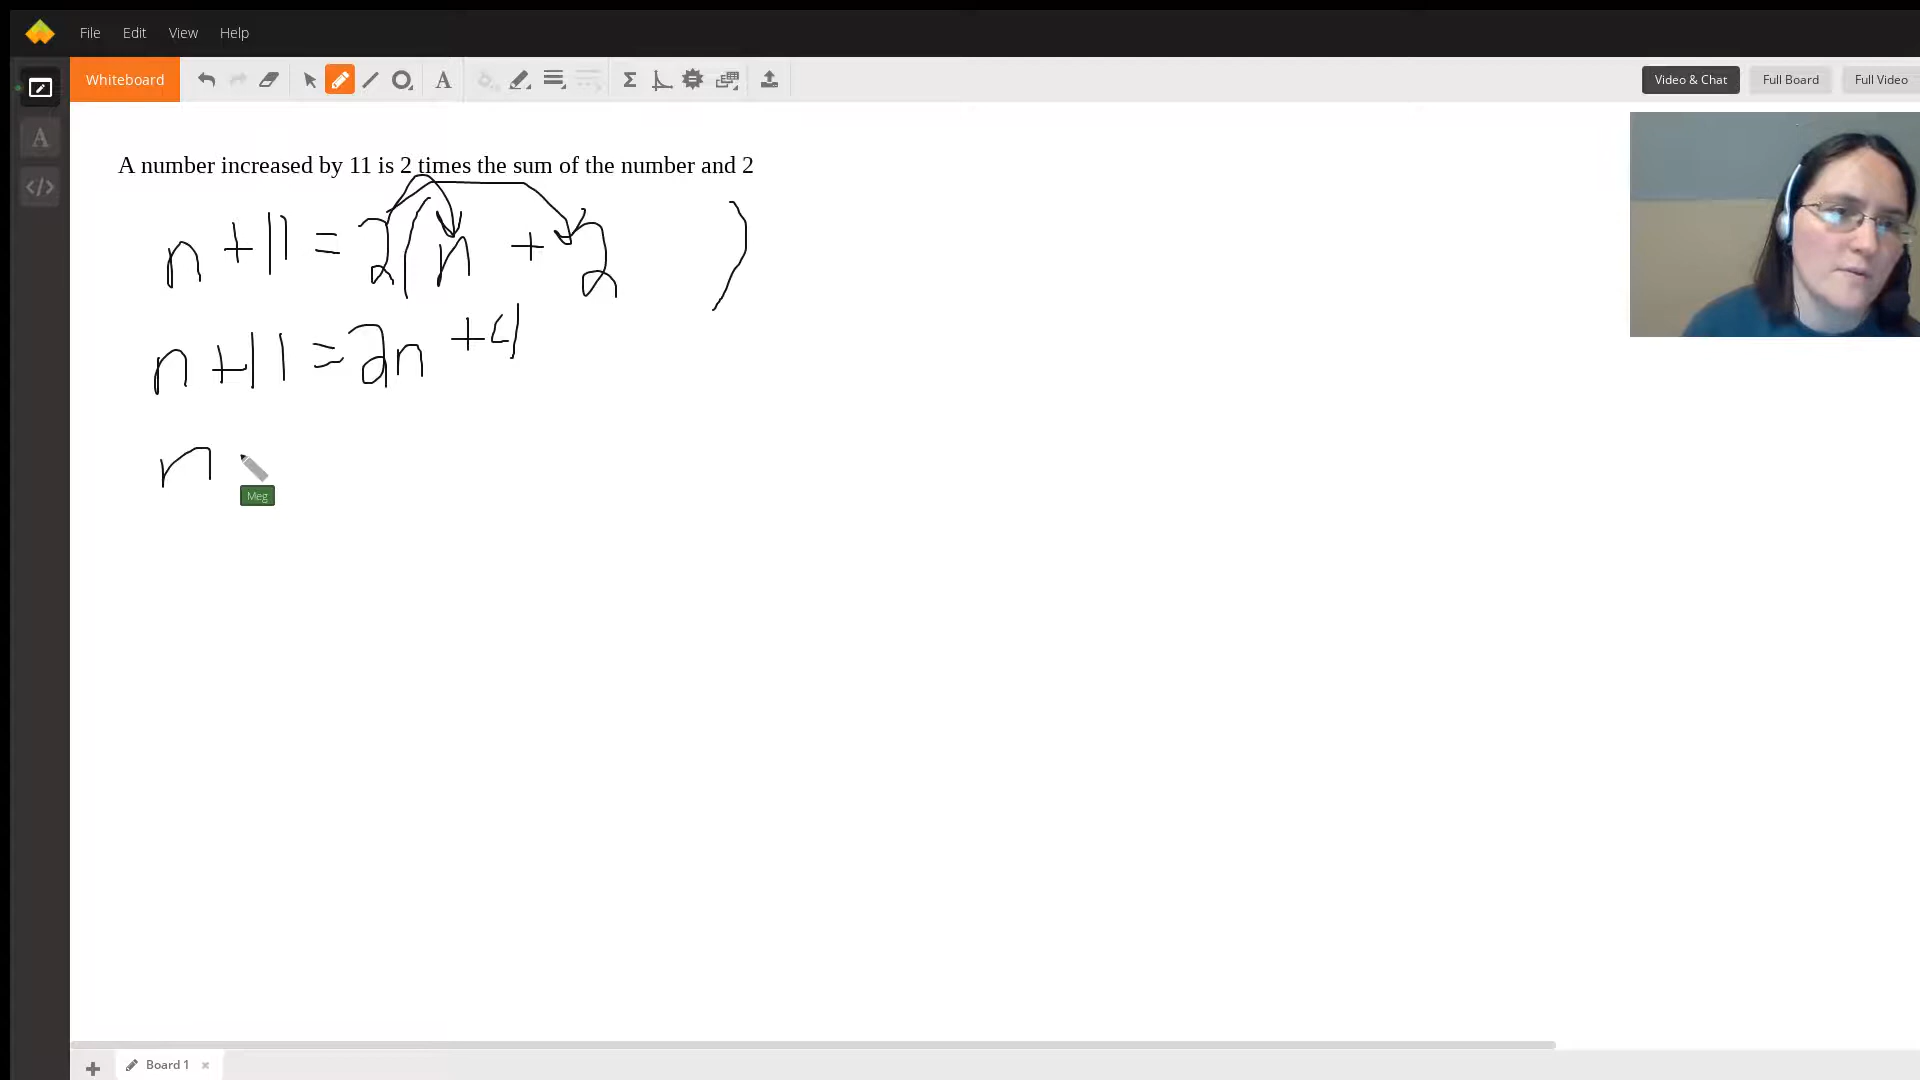 File Edit View Help
Whiteboard A Σ Video & Chat Full Board Full Video
A
</>
A number increased by 11 is 2 times the sum of the number and 2
n + 11 = 2(n + 2)
n + 11 = 2n + 4
n
Meg
Board 1